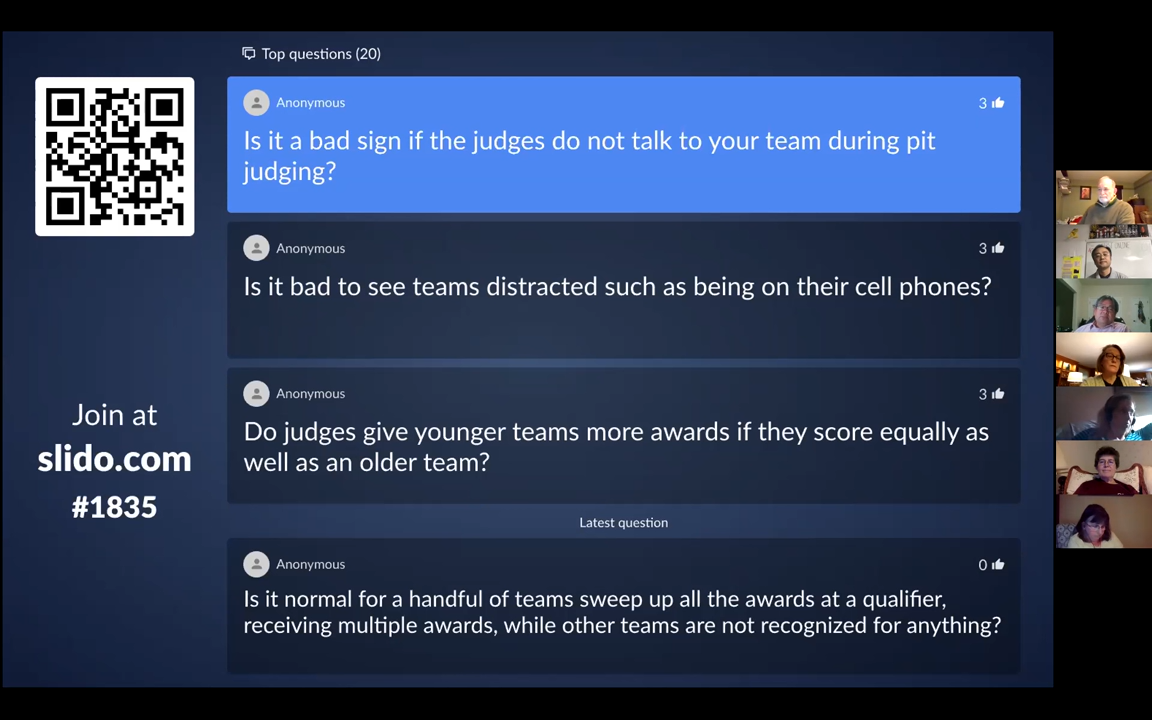 Top questions (20)
Anonymous
3
Is it a bad sign if the judges do not talk to your team during pit
judging?
Anonymous
3
Is it bad to see teams distracted such as being on their cell phones?
Anonymous
3
Do judges give younger teams more awards if they score equally as
well as an older team?
Latest question
Anonymous
0
Is it normal for a handful of teams sweep up all the awards at a qualifier,
receiving multiple awards, while other teams are not recognized for anything?
Join at
slido.com
#1835